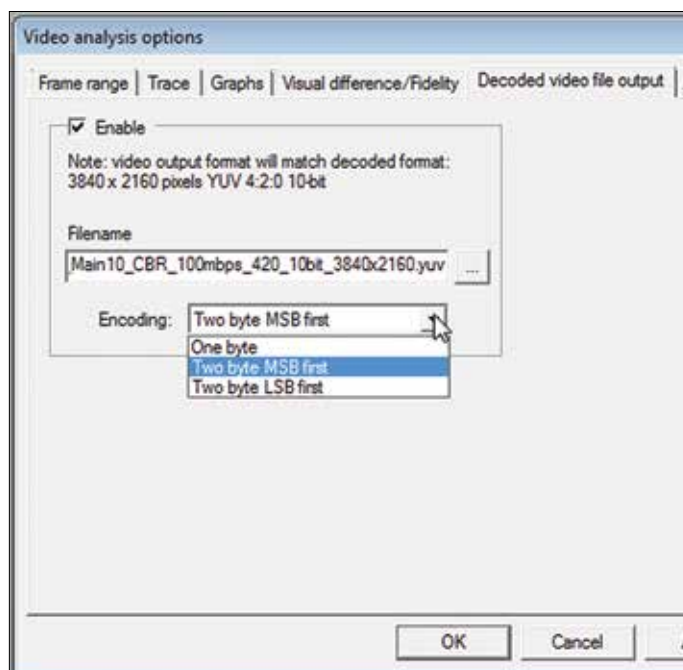 Video analysis options
Frame range Trace Graphs Visual difference/Fidelity Decoded video file output
Enable
Note: video output format will match decoded format:
3840 x 2160 pixels YUV 4:2:0 10-bit
Filename
Main10_CBR_100mbps_420_10bit_3840x2160.yuv ...
Encoding: Two byte MSB first
One byte
Two byte MSB first
Two byte LSB first
OK Cancel